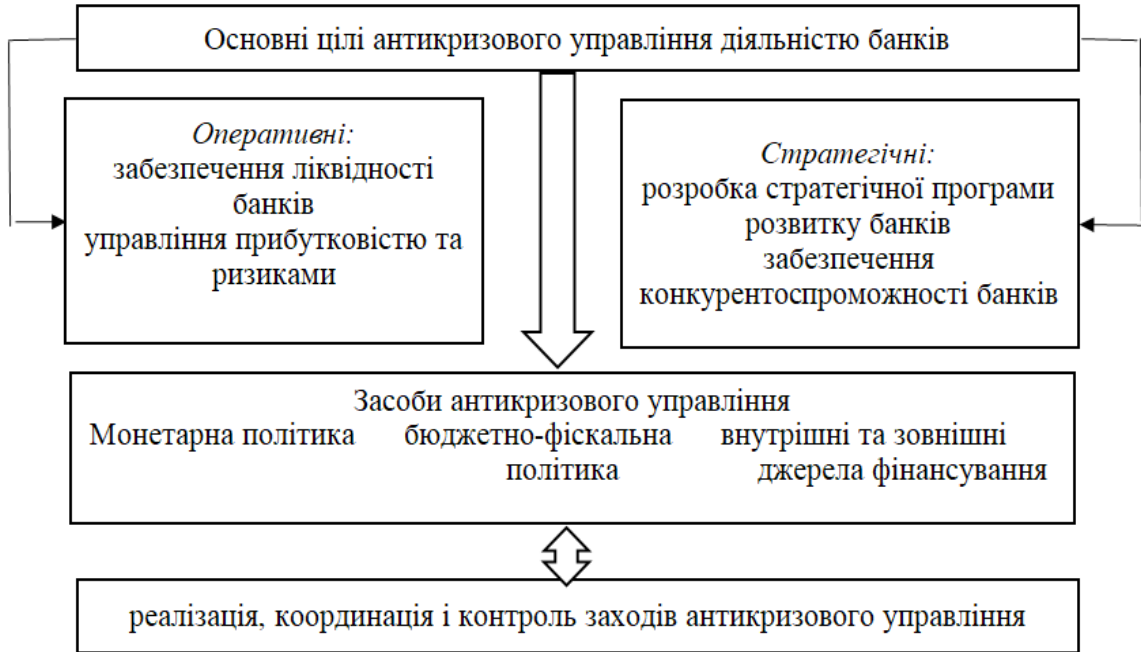 Основні цілі антикризового управління діяльністю банків
Оперативні:
забезпечення ліквідності
банків
управління прибутковістю та
ризиками
Стратегічні:
розробка стратегічної програми
розвитку банків
забезпечення
конкурентоспроможності банків
Засоби антикризового управління
Монетарна політика бюджетно-фіскальна внутрішні та зовнішні
політика джерела фінансування
реалізація, координація і контроль заходів антикризового управління